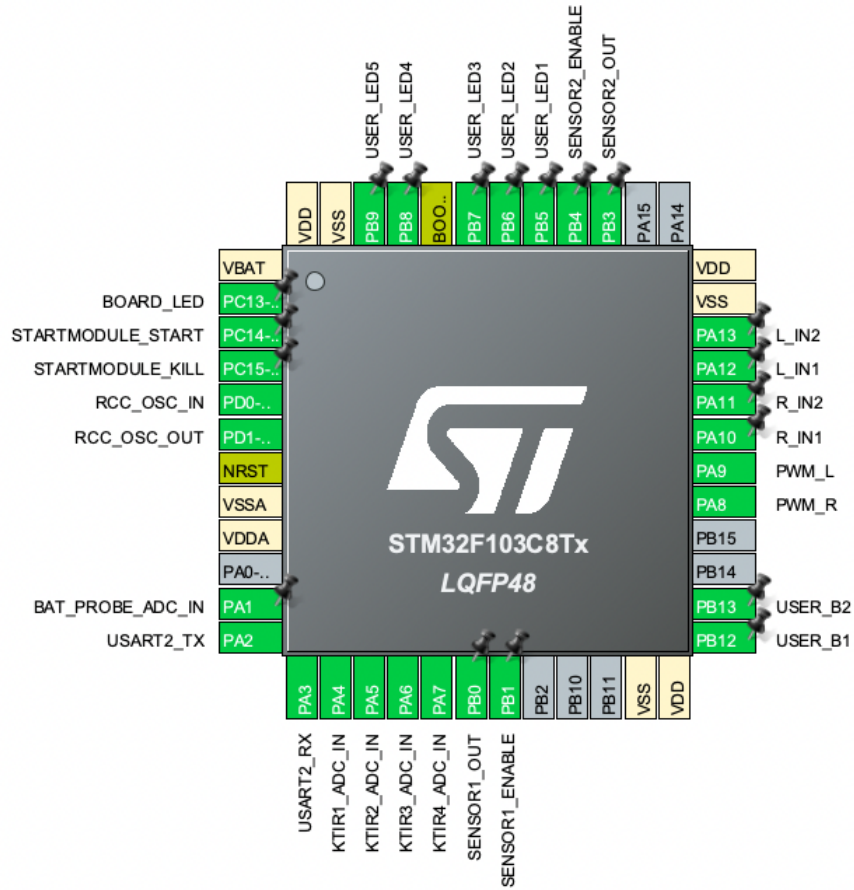 USER_LED5
USER_LED4
USER_LED3
USER_LED2
USER_LED1
SENSOR2_ENABLE
SENSOR2_OUT
VDD
VSS
PB9
PB8
BOO..
PB7
PB6
PB5
PB4
PB3
PA15
PA14
VBAT
BOARD_LED PC13-..
STARTMODULE_START PC14-..
STARTMODULE_KILL PC15-..
RCC_OSC_IN PD0-..
RCC_OSC_OUT PD1-..
NRST
VSSA
VDDA
PA0-..
BAT_PROBE_ADC_IN PA1
USART2_TX PA2
ST
STM32F103C8Tx
LQFP48
VDD
VSS
PA13 L_IN2
PA12 L_IN1
PA11 R_IN2
PA10 R_IN1
PA9 PWM_L
PA8 PWM_R
PB15
PB14
PB13 USER_B2
PB12 USER_B1
PA3
PA4
PA5
PA6
PA7
PB0
PB1
PB2
PB10
PB11
VSS
VDD
USART2_RX
KTIR1_ADC_IN
KTIR2_ADC_IN
KTIR3_ADC_IN
KTIR4_ADC_IN
SENSOR1_OUT
SENSOR1_ENABLE